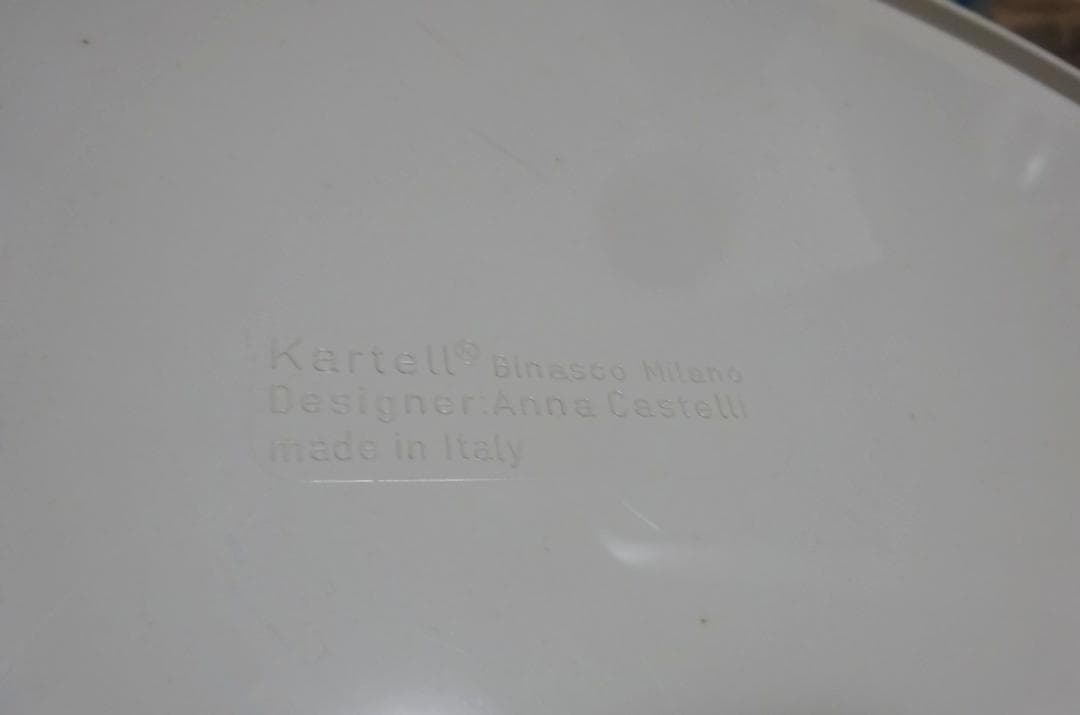 Kartell® Binasco Milano
Designer:Anna Castelli
made in Italy